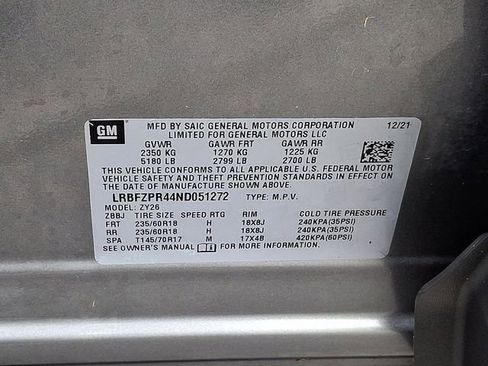 GM
MFD BY SAIC GENERAL MOTORS CORPORATION 12/21
LIMITED FOR GENERAL MOTORS LLC
GVWR GAWR FRT GAWR RR
2350 KG 1270 KG 1225 KG
5180 LB 2799 LB 2700 LB
THIS VEHICLE CONFORMS TO ALL APPLICABLE U.S. FEDERAL MOTOR
VEHICLE SAFETY AND THEFT PREVENTION STANDARDS IN EFFECT ON
THE DATE OF MANUFACTURE SHOWN ABOVE.
LRBFZPR44ND051272 TYPE: M.P.V.
MODEL: ZY26
ZBBJ TIRE SIZE SPEED RTG RIM COLD TIRE PRESSURE
FRT 235/60R18 H 18X8J 240KPA(35PSI)
RR 235/60R18 H 18X8J 240KPA(35PSI)
SPA T145/70R17 M 17X4B 420KPA(60PSI)
SEE OWNER'S MANUAL FOR MORE INFORMATION.